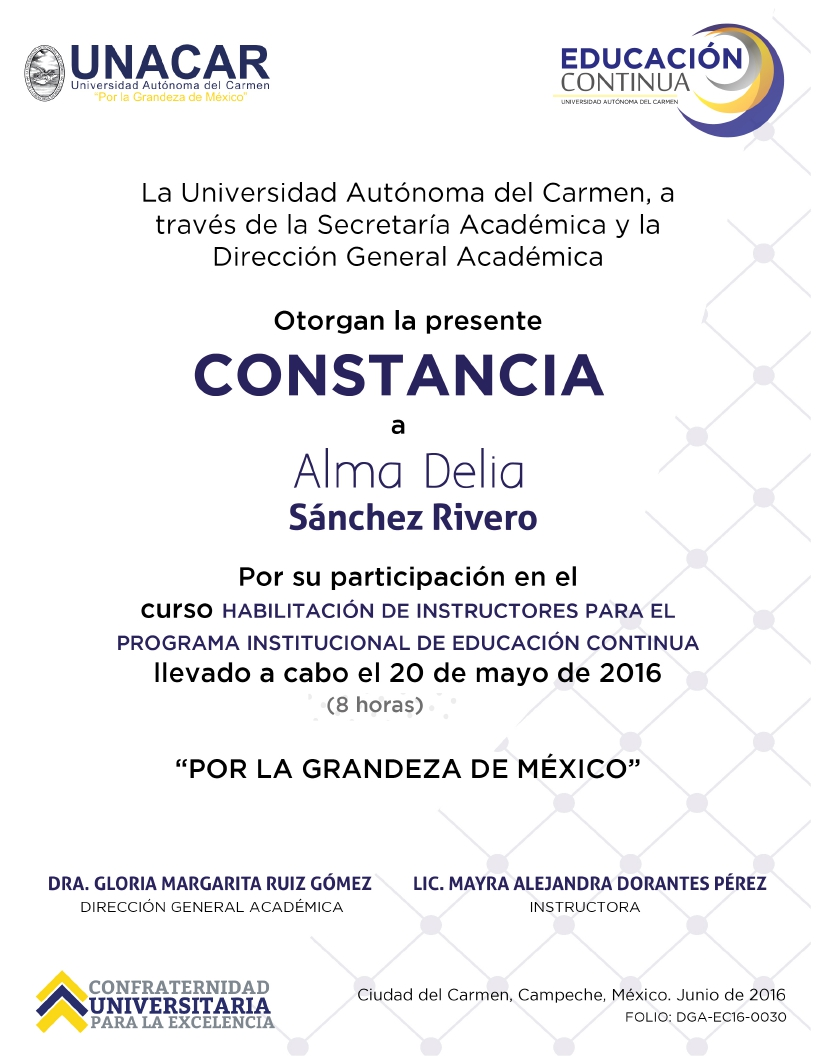 UNACAR
Universidad Autónoma del Carmen
"Por la Grandeza de México"
EDUCACIÓN
CONTINUA
UNIVERSIDAD AUTÓNOMA DEL CARMEN
La Universidad Autónoma del Carmen, a
través de la Secretaría Académica y la
Dirección General Académica
Otorgan la presente
CONSTANCIA
a
Alma Delia
Sánchez Rivero
Por su participación en el
curso HABILITACIÓN DE INSTRUCTORES PARA EL
PROGRAMA INSTITUCIONAL DE EDUCACIÓN CONTINUA
llevado a cabo el 20 de mayo de 2016
(8 horas)
“POR LA GRANDEZA DE MÉXICO”
DRA. GLORIA MARGARITA RUIZ GÓMEZ
DIRECCIÓN GENERAL ACADÉMICA
LIC. MAYRA ALEJANDRA DORANTES PÉREZ
INSTRUCTORA
CONFRATERNIDAD
UNIVERSITARIA
PARA LA EXCELENCIA
Ciudad del Carmen, Campeche, México. Junio de 2016
FOLIO: DGA-EC16-0030